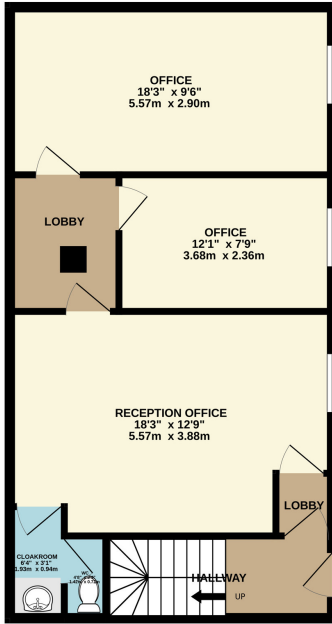 OFFICE
18'3" x 9'6"
5.57m x 2.90m
LOBBY
OFFICE
12'1" x 7'9"
3.68m x 2.36m
RECEPTION OFFICE
18'3" x 12'9"
5.57m x 3.88m
LOBBY
CLOAKROOM
6'4" x 3'1"
1.93m x 0.94m
WC
HALLWAY
UP